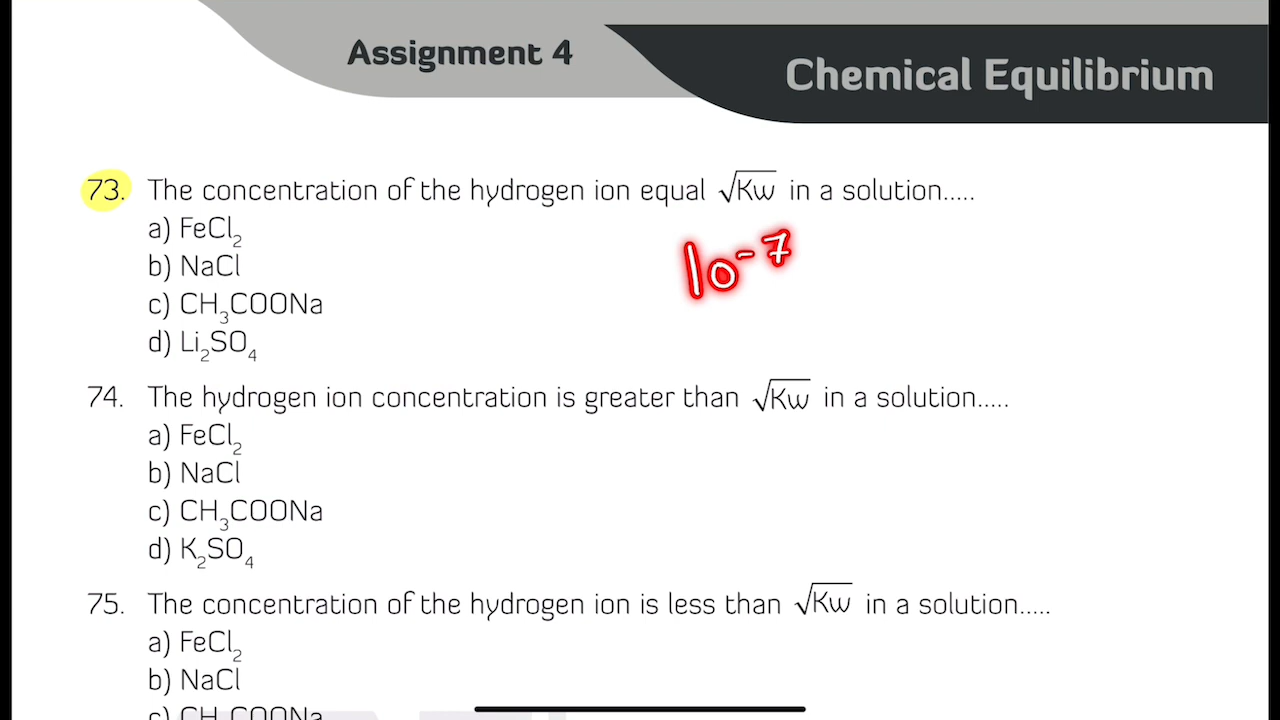 Assignment 4
Chemical Equilibrium
73. The concentration of the hydrogen ion equal √Kw in a solution.....
a) FeCl₂
b) NaCl
10⁻⁷
c) CH₃COONa
d) Li₂SO₄
74. The hydrogen ion concentration is greater than √Kw in a solution.....
a) FeCl₂
b) NaCl
c) CH₃COONa
d) K₂SO₄
75. The concentration of the hydrogen ion is less than √Kw in a solution.....
a) FeCl₂
b) NaCl
c) CH₃COONa